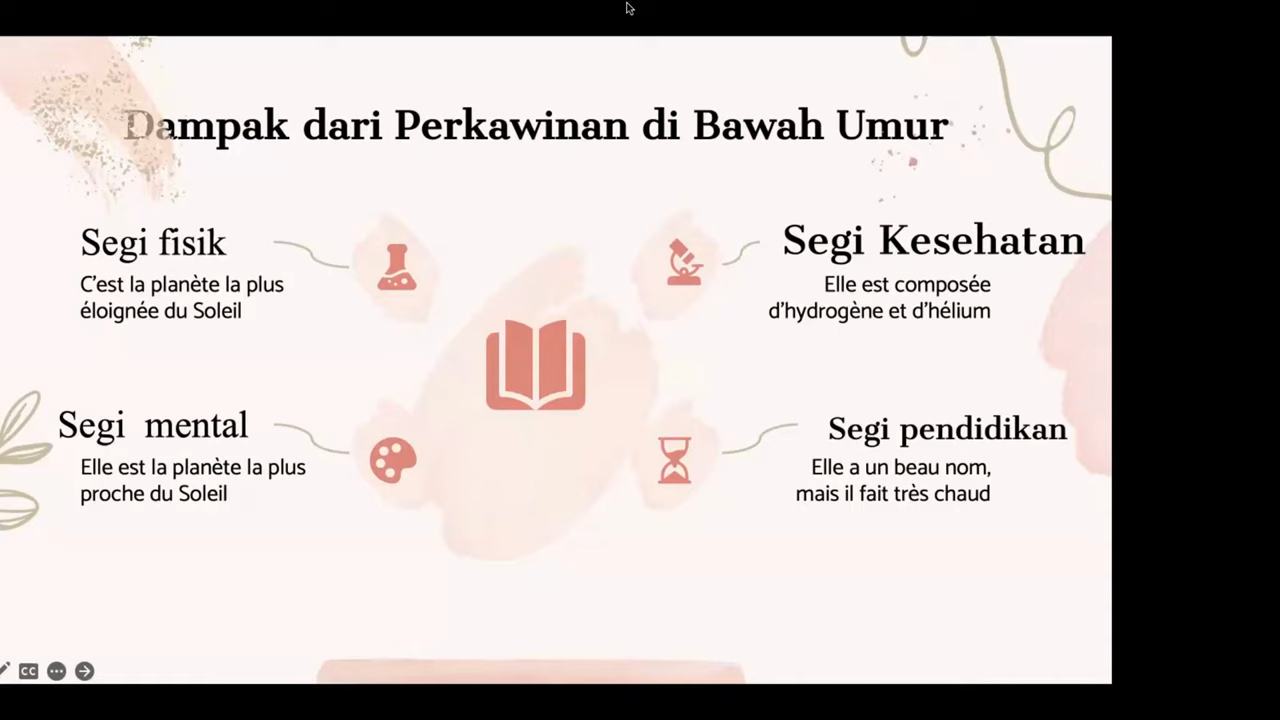 Dampak dari Perkawinan di Bawah Umur
Segi fisik
C'est la planète la plus
éloignée du Soleil
Segi Kesehatan
Elle est composée
d'hydrogène et d'hélium
Segi mental
Elle est la planète la plus
proche du Soleil
Segi pendidikan
Elle a un beau nom,
mais il fait très chaud
CC